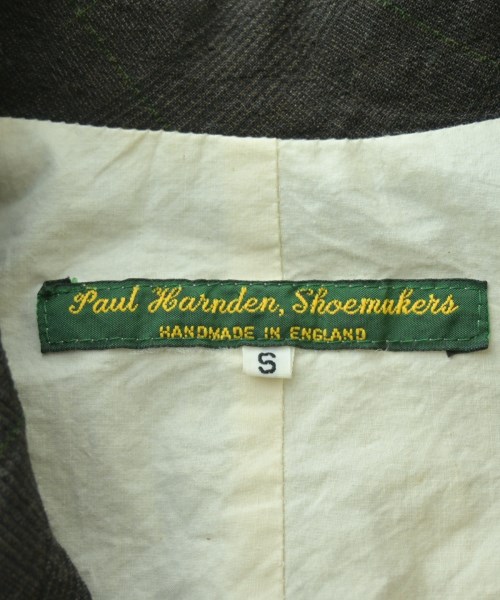 Paul Harnden, Shoemakers
HANDMADE IN ENGLAND
S